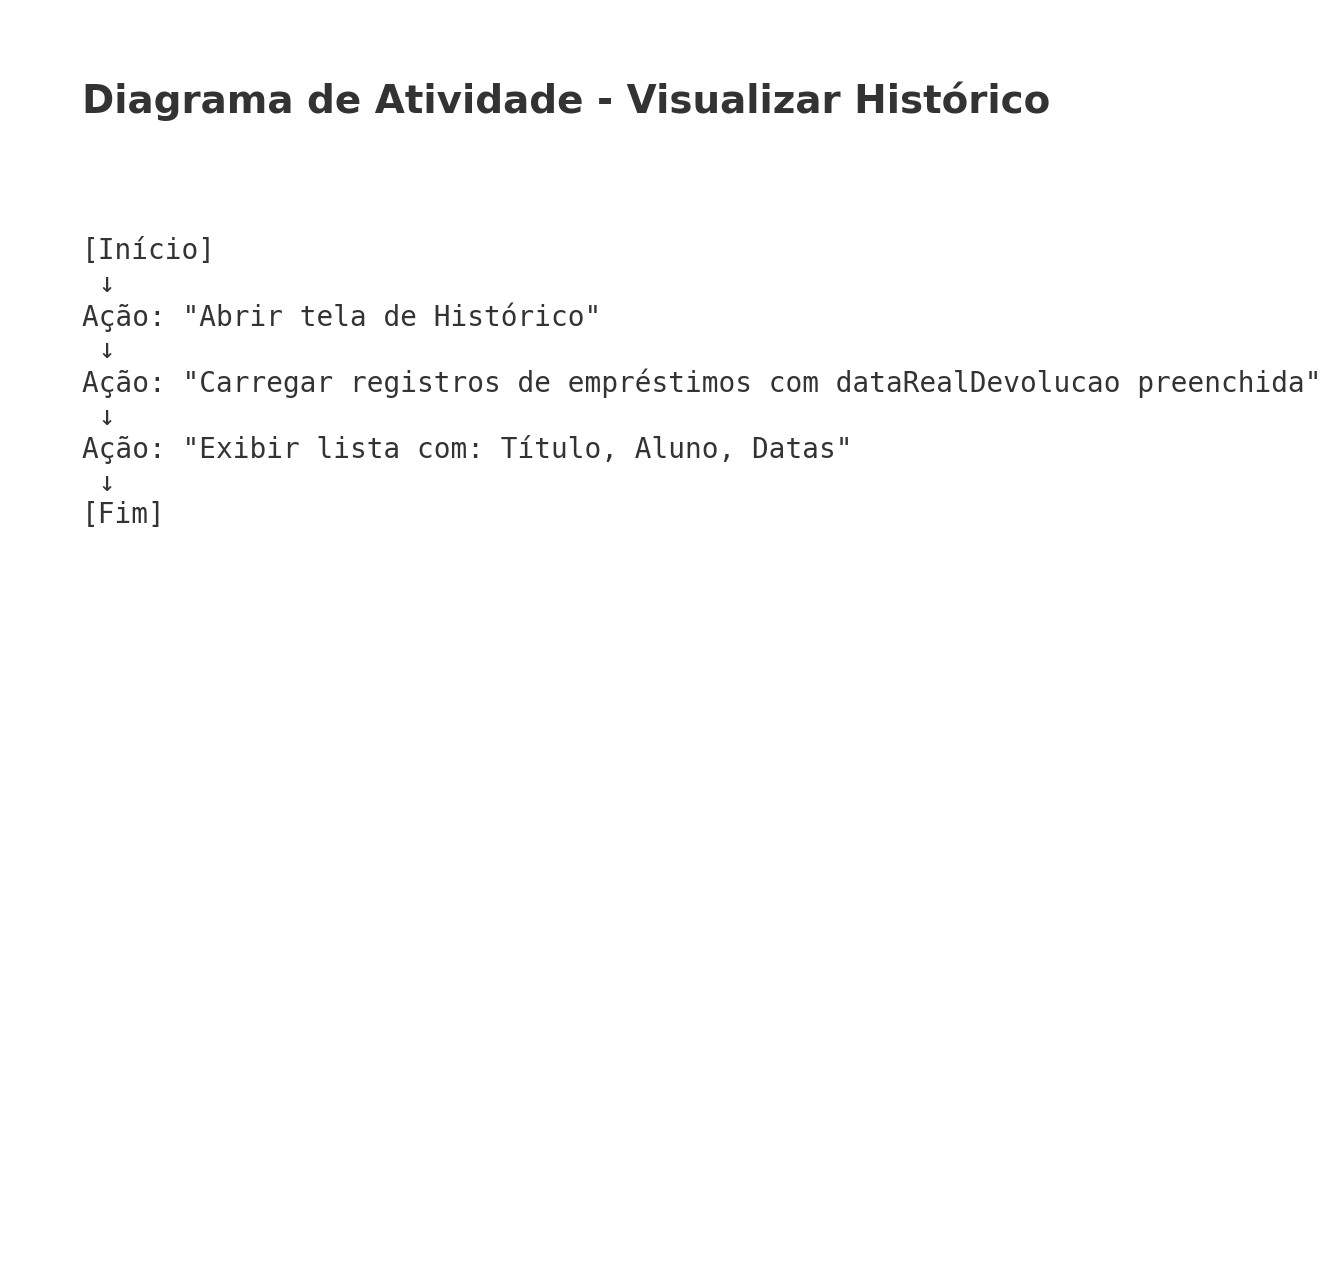 Diagrama de Atividade - Visualizar Histórico
[Início]
↓
Ação: "Abrir tela de Histórico"
↓
Ação: "Carregar registros de empréstimos com dataRealDevolucao preenchida"
↓
Ação: "Exibir lista com: Título, Aluno, Datas"
↓
[Fim]